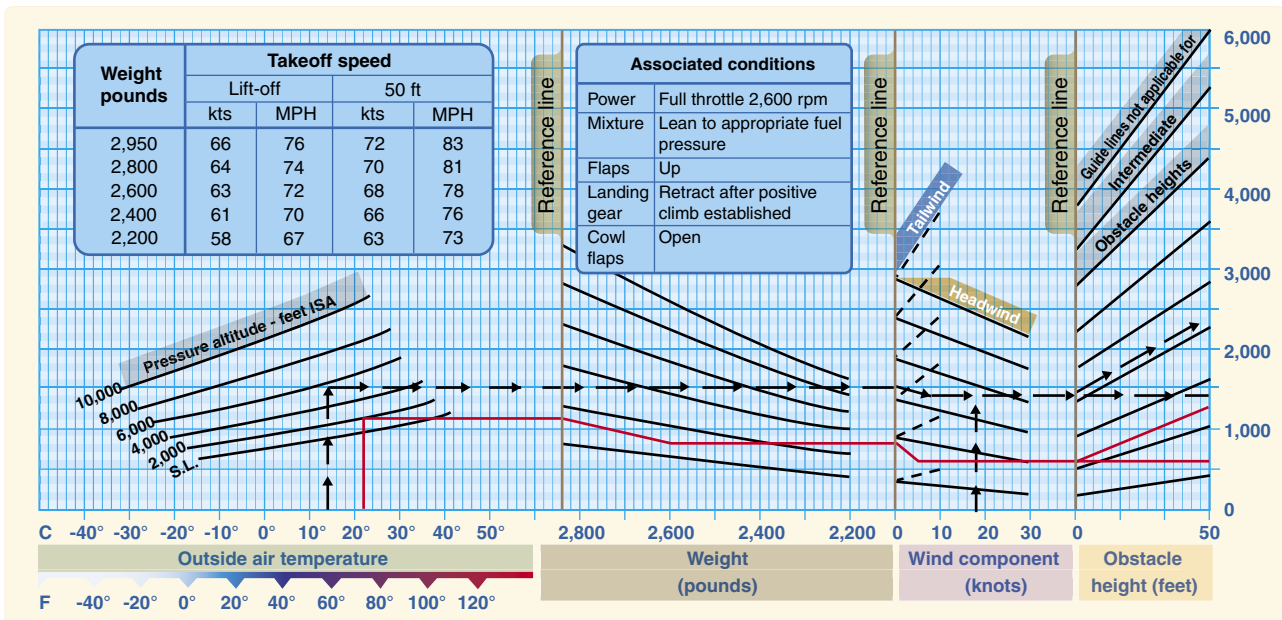 Weight pounds
Takeoff speed
Lift-off
50 ft
kts MPH kts MPH
2,950 66 76 72 83
2,800 64 74 70 81
2,600 63 72 68 78
2,400 61 70 66 76
2,200 58 67 63 73
Reference line
Associated conditions
Power Full throttle 2,600 rpm
Mixture Lean to appropriate fuel
pressure
Flaps Up
Landing gear
Retract after positive
climb established
Cowl flaps
Open
Reference line
Tailwind
Headwind
Reference line
Guide lines not applicable for
Intermediate
Obstacle heights
6,000
5,000
4,000
3,000
2,000
1,000
0
Pressure altitude - feet ISA
10,000
8,000
6,000
4,000
2,000
S.L.
C -40° -30° -20° -10° 0° 10° 20° 30° 40° 50° 2,800 2,600 2,400 2,200 0 10 20 30 0 50
Outside air temperature
F -40° -20° 0° 20° 40° 60° 80° 100° 120°
Weight
(pounds)
Wind component
(knots)
Obstacle
height (feet)